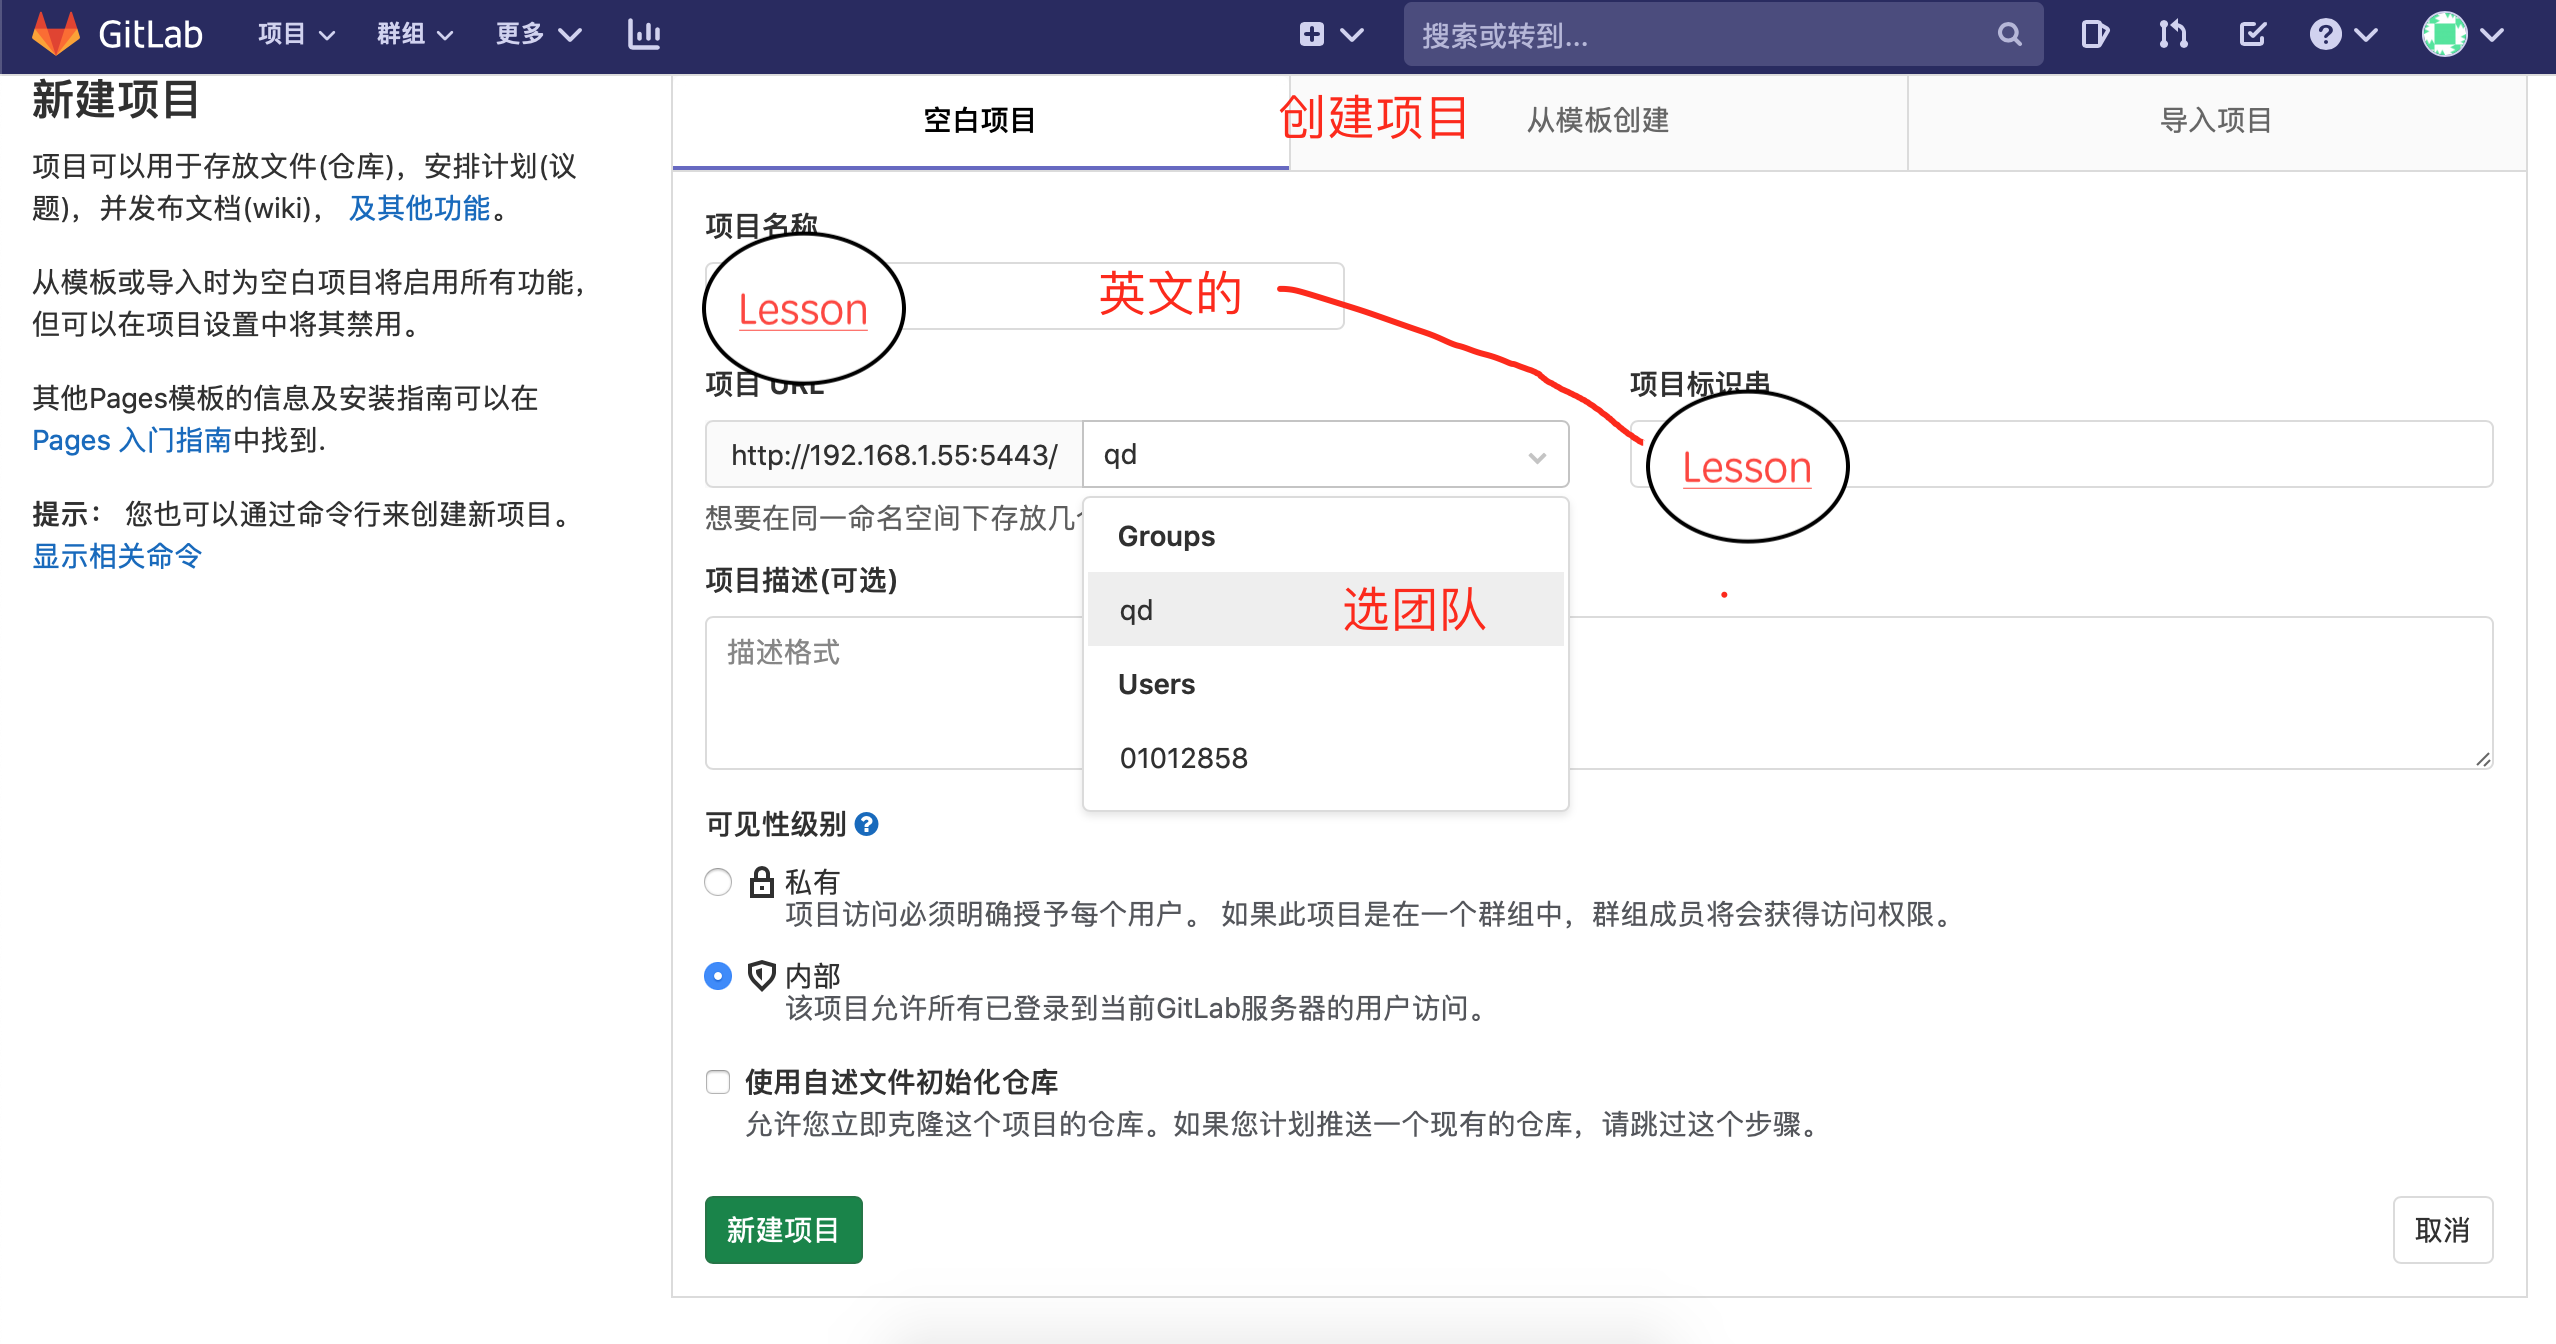 GitLab 项目 群组 更多 搜索或转到...
新建项目
项目可以用于存放文件(仓库)，安排计划(议
题)，并发布文档(wiki)， 及其他功能。
从模板或导入时为空白项目将启用所有功能，
但可以在项目设置中将其禁用。
其他Pages模板的信息及安装指南可以在
Pages 入门指南中找到.
提示： 您也可以通过命令行来创建新项目。
显示相关命令
空白项目 创建项目 从模板创建 导入项目
项目名称
Lesson 英文的
项目 URL 项目标识串
http://192.168.1.55:5443/ qd Lesson
想要在同一命名空间下存放几
Groups
qd 选团队
Users
01012858
项目描述(可选)
描述格式
可见性级别
私有
项目访问必须明确授予每个用户。 如果此项目是在一个群组中，群组成员将会获得访问权限。
内部
该项目允许所有已登录到当前GitLab服务器的用户访问。
使用自述文件初始化仓库
允许您立即克隆这个项目的仓库。如果您计划推送一个现有的仓库，请跳过这个步骤。
新建项目 取消